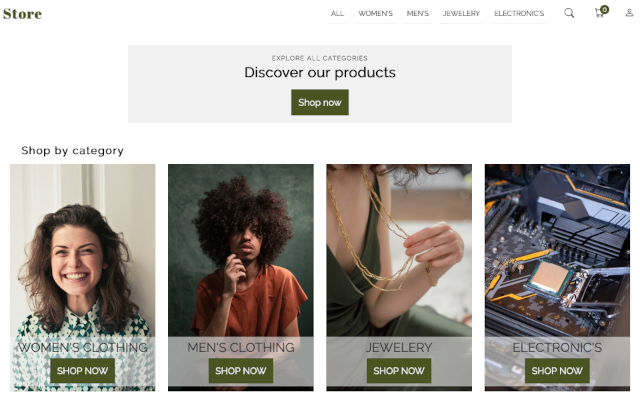 Store
ALL WOMEN'S MEN'S JEWELERY ELECTRONIC'S 0
EXPLORE ALL CATEGORIES
Discover our products
Shop now
Shop by category
WOMEN'S CLOTHING MEN'S CLOTHING JEWELERY ELECTRONIC'S
SHOP NOW SHOP NOW SHOP NOW SHOP NOW